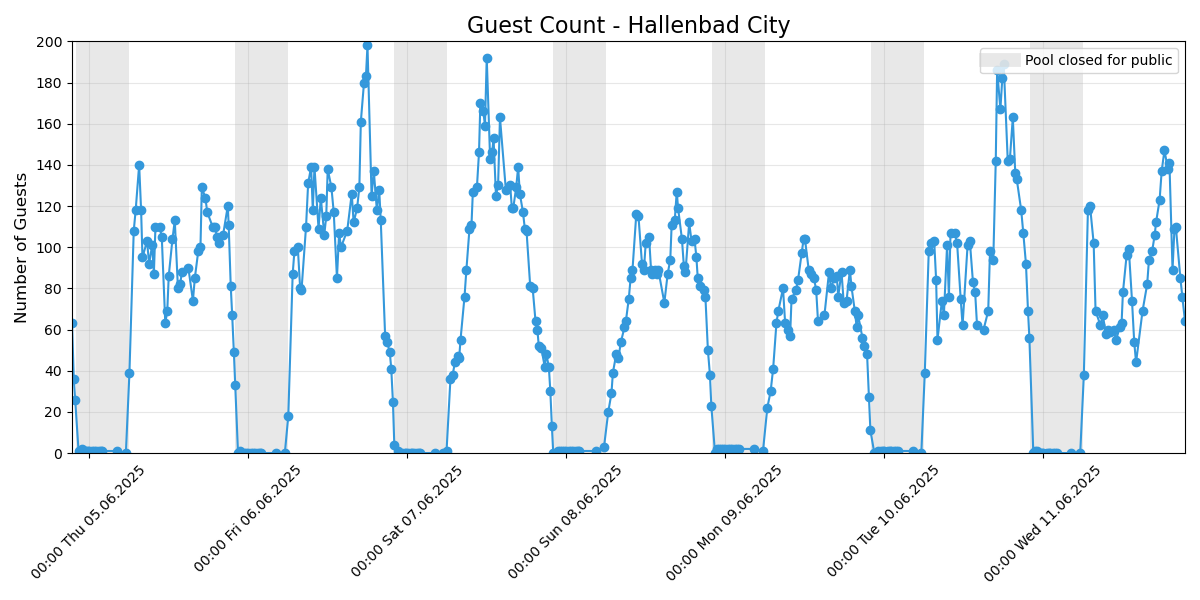 Guest Count - Hallenbad City
Pool closed for public
Number of Guests
200
180
160
140
120
100
80
60
40
20
0
00:00 Thu 05.06.2025
00:00 Fri 06.06.2025
00:00 Sat 07.06.2025
00:00 Sun 08.06.2025
00:00 Mon 09.06.2025
00:00 Tue 10.06.2025
00:00 Wed 11.06.2025